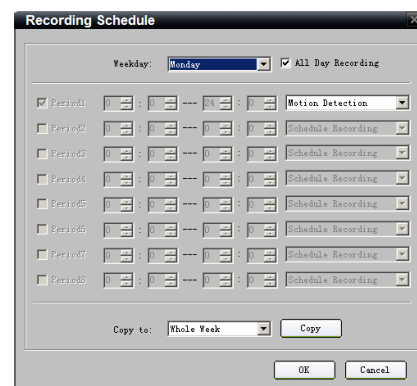 Recording Schedule
Weekday: Monday All Day Recording
Period1 0 : 0 --- 24 : 0 Motion Detection
Period2 0 : 0 --- 0 : 0 Schedule Recording
Period3 0 : 0 --- 0 : 0 Schedule Recording
Period4 0 : 0 --- 0 : 0 Schedule Recording
Period5 0 : 0 --- 0 : 0 Schedule Recording
Period6 0 : 0 --- 0 : 0 Schedule Recording
Period7 0 : 0 --- 0 : 0 Schedule Recording
Period8 0 : 0 --- 0 : 0 Schedule Recording
Copy to: Whole Week Copy
OK Cancel